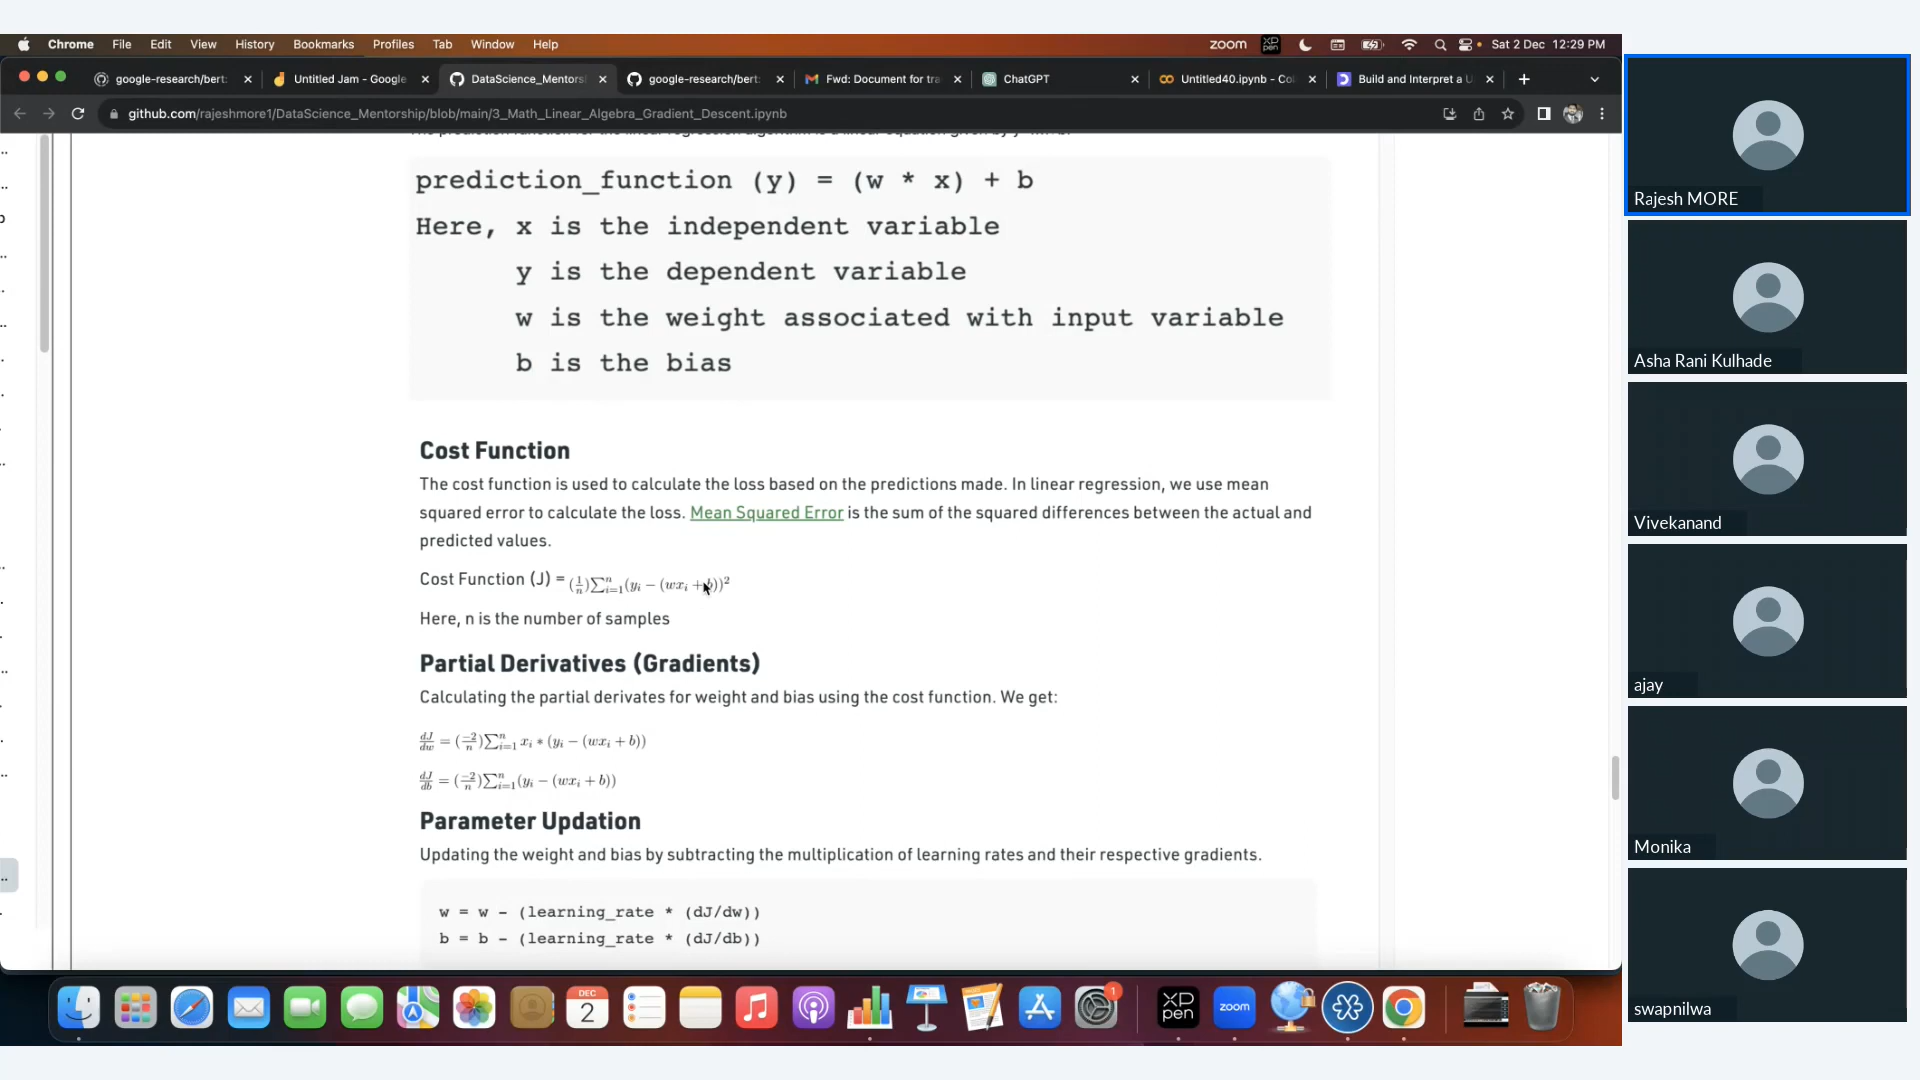 Chrome File Edit View History Bookmarks Profiles Tab Window Help zoom XP pen Sat 2 Dec 12:29 PM
google-research/bert: Untitled Jam - Google DataScience_Mentors google-research/bert: Fwd: Document for tra ChatGPT Untitled40.ipynb - Co Build and Interpret a U
github.com/rajeshmore1/DataScience_Mentorship/blob/main/3_Math_Linear_Algebra_Gradient_Descent.ipynb
prediction_function (y) = (w * x) + b
Here, x is the independent variable
y is the dependent variable
w is the weight associated with input variable
b is the bias
Cost Function
The cost function is used to calculate the loss based on the predictions made. In linear regression, we use mean
squared error to calculate the loss. Mean Squared Error is the sum of the squared differences between the actual and
predicted values.
Cost Function (J) = (1/n)∑ⁿᵢ₌₁(yᵢ − (wxᵢ + b))²
Here, n is the number of samples
Partial Derivatives (Gradients)
Calculating the partial derivates for weight and bias using the cost function. We get:
dJ/dw = (−2/n)∑ⁿᵢ₌₁ xᵢ * (yᵢ − (wxᵢ + b))
dJ/db = (−2/n)∑ⁿᵢ₌₁(yᵢ − (wxᵢ + b))
Parameter Updation
Updating the weight and bias by subtracting the multiplication of learning rates and their respective gradients.
w = w - (learning_rate * (dJ/dw))
b = b - (learning_rate * (dJ/db))
DEC
2
1
XP
pen
zoom
Rajesh MORE
Asha Rani Kulhade
Vivekanand
ajay
Monika
swapnilwa